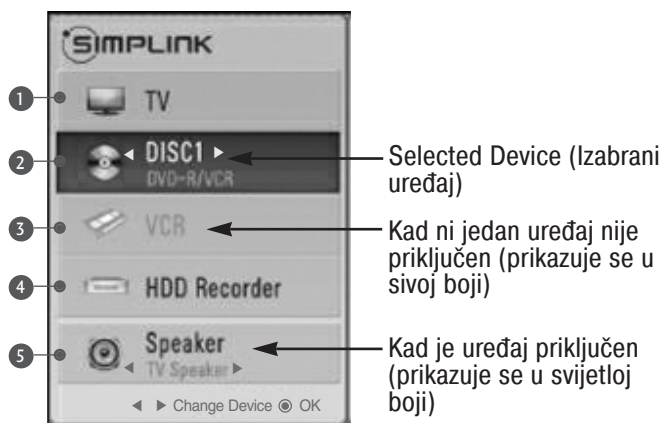 SIMPLINK
1 TV
2 DISC1
DVD-R/VCR
Selected Device (Izabrani
uređaj)
3 VCR
Kad ni jedan uređaj nije
priključen (prikazuje se u
sivoj boji)
4 HDD Recorder
5 Speaker
TV Speaker
Kad je uređaj priključen
(prikazuje se u svijetloj
boji)
◄ ► Change Device ◉ OK